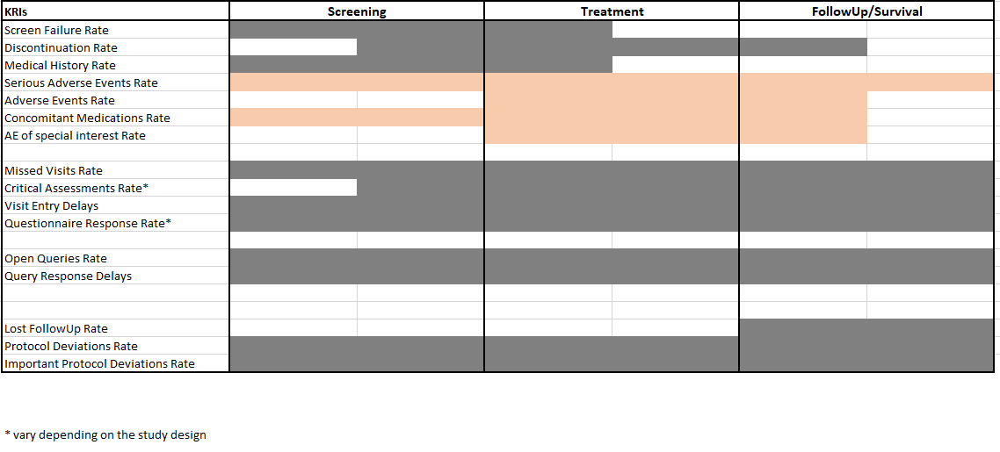 KRIs Screening Treatment FollowUp/Survival
Screen Failure Rate
Discontinuation Rate
Medical History Rate
Serious Adverse Events Rate
Adverse Events Rate
Concomitant Medications Rate
AE of special interest Rate
Missed Visits Rate
Critical Assessments Rate*
Visit Entry Delays
Questionnaire Response Rate*
Open Queries Rate
Query Response Delays
Lost FollowUp Rate
Protocol Deviations Rate
Important Protocol Deviations Rate
* vary depending on the study design